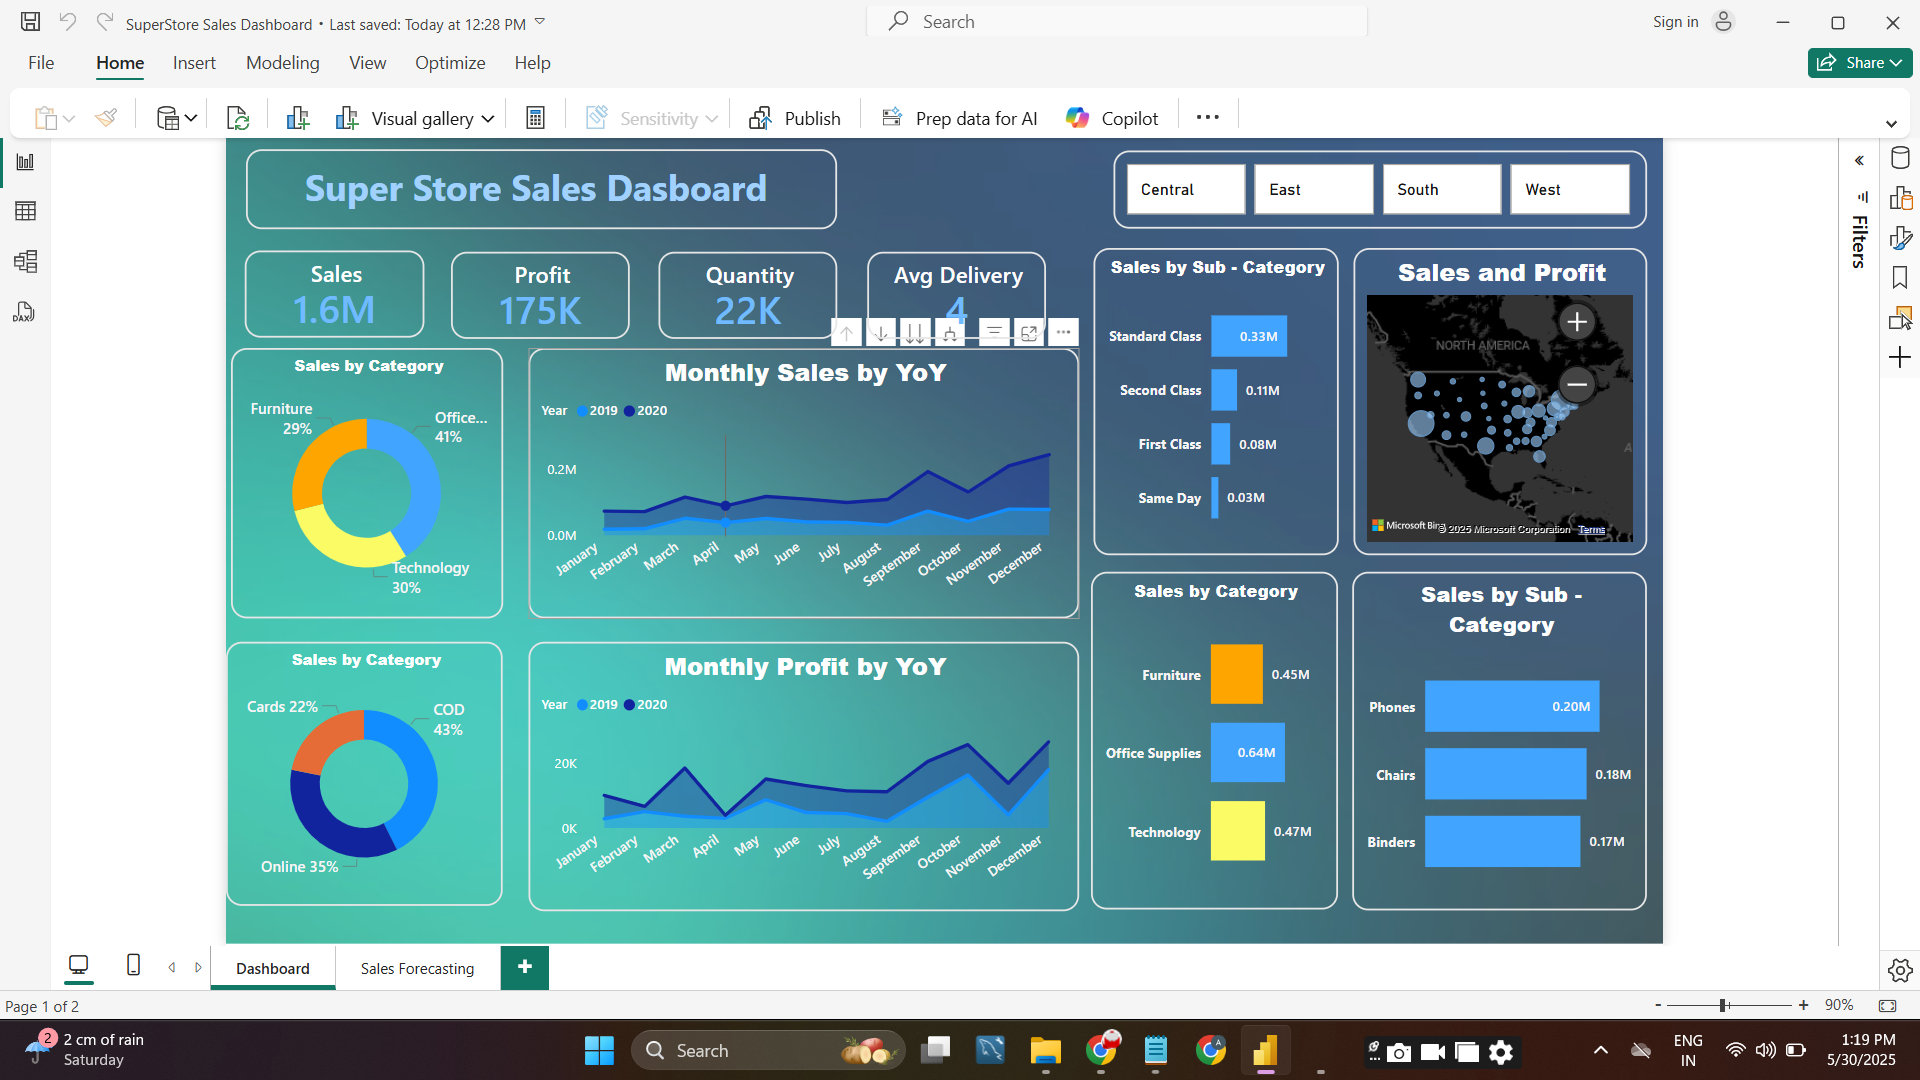 SuperStore Sales Dashboard • Last saved: Today at 12:28 PM
Search
Sign in
File
Home
Insert
Modeling
View
Optimize
Help
Share
Visual gallery
Sensitivity
Publish
Prep data for AI
Copilot
DAX
Super Store Sales Dasboard
Central
East
South
West
Filters
Sales
1.6M
Profit
175K
Quantity
22K
Avg Delivery
4
Sales by Category
Furniture
29%
Office...
41%
Technology
30%
Monthly Sales by YoY
Year 2019 2020
0.2M
0.0M
January
February
March
April
May
June
July
August
September
October
November
December
Sales by Sub - Category
Standard Class 0.33M
Second Class 0.11M
First Class 0.08M
Same Day 0.03M
Sales and Profit
NORTH AMERICA
A
Microsoft Bing
© 2025 Microsoft Corporation Terms
Sales by Category
Cards 22%
COD
43%
Online 35%
Monthly Profit by YoY
Year 2019 2020
20K
0K
January
February
March
April
May
June
July
August
September
October
November
December
Sales by Category
Furniture 0.45M
Office Supplies 0.64M
Technology 0.47M
Sales by Sub -
Category
Phones 0.20M
Chairs 0.18M
Binders 0.17M
Dashboard
Sales Forecasting
Page 1 of 2
90%
2
2 cm of rain
Saturday
Search
A
ENG
IN
1:19 PM
5/30/2025